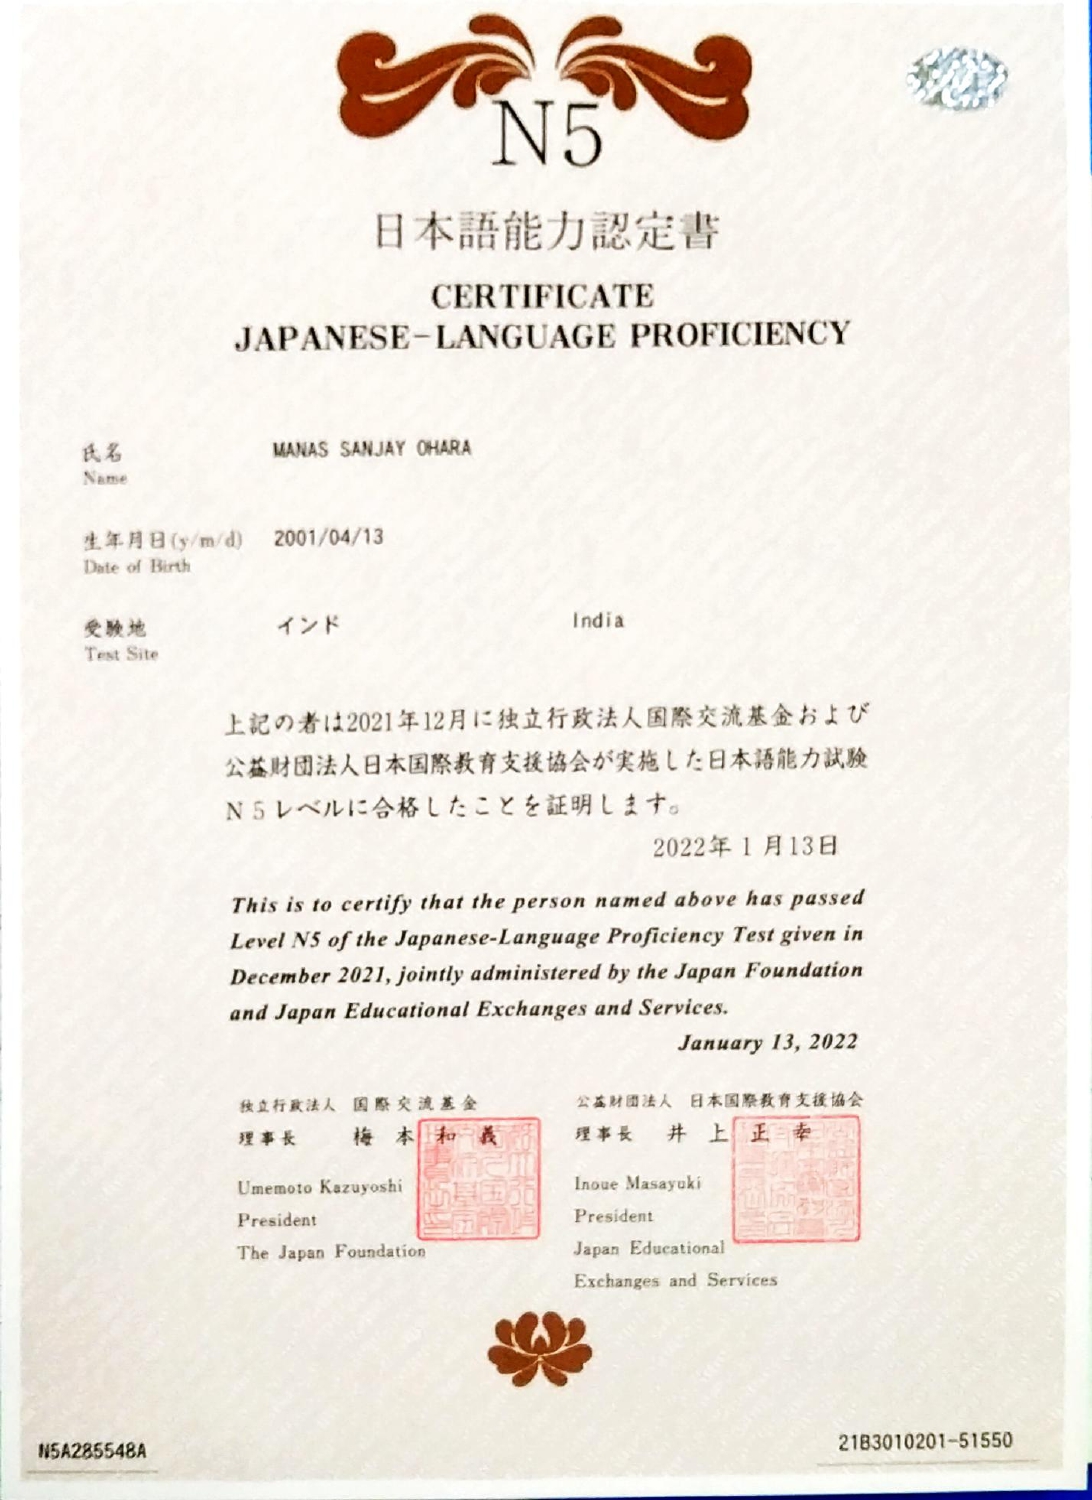 N5
日本語能力認定書
CERTIFICATE
JAPANESE-LANGUAGE PROFICIENCY
氏名 MANAS SANJAY OHARA
Name
生年月日(y/m/d) 2001/04/13
Date of Birth
受験地 インド India
Test Site
上記の者は2021年12月に独立行政法人国際交流基金および
公益財団法人日本国際教育支援協会が実施した日本語能力試験
N5レベルに合格したことを証明します。
2022年1月13日
This is to certify that the person named above has passed
Level N5 of the Japanese-Language Proficiency Test given in
December 2021, jointly administered by the Japan Foundation
and Japan Educational Exchanges and Services.
January 13, 2022
独立行政法人 国際交流基金
理事長 梅本和義
Umemoto Kazuyoshi
President
The Japan Foundation
公益財団法人 日本国際教育支援協会
理事長 井上正幸
Inoue Masayuki
President
Japan Educational
Exchanges and Services
N5A285548A
21B3010201-51550